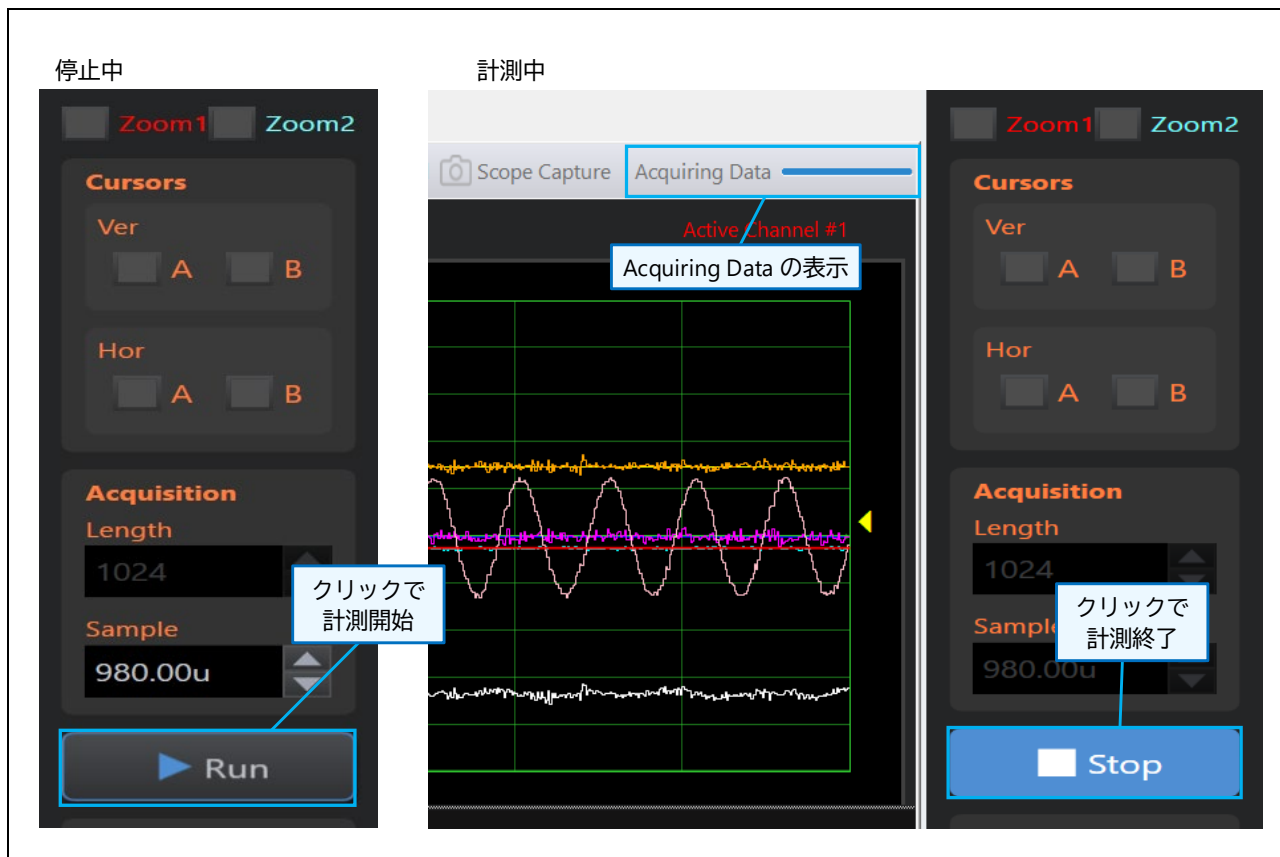 停止中
計測中
Zoom1 Zoom2
Cursors
Ver
A B
Hor
A B
Acquisition
Length
1024
クリックで
計測開始
Sample
980.00u
Run
Scope Capture
Acquiring Data
Active Channel #1
Acquiring Data の表示
Zoom1 Zoom2
Cursors
Ver
A B
Hor
A B
Acquisition
Length
1024
クリックで
計測終了
Sample
980.00u
Stop